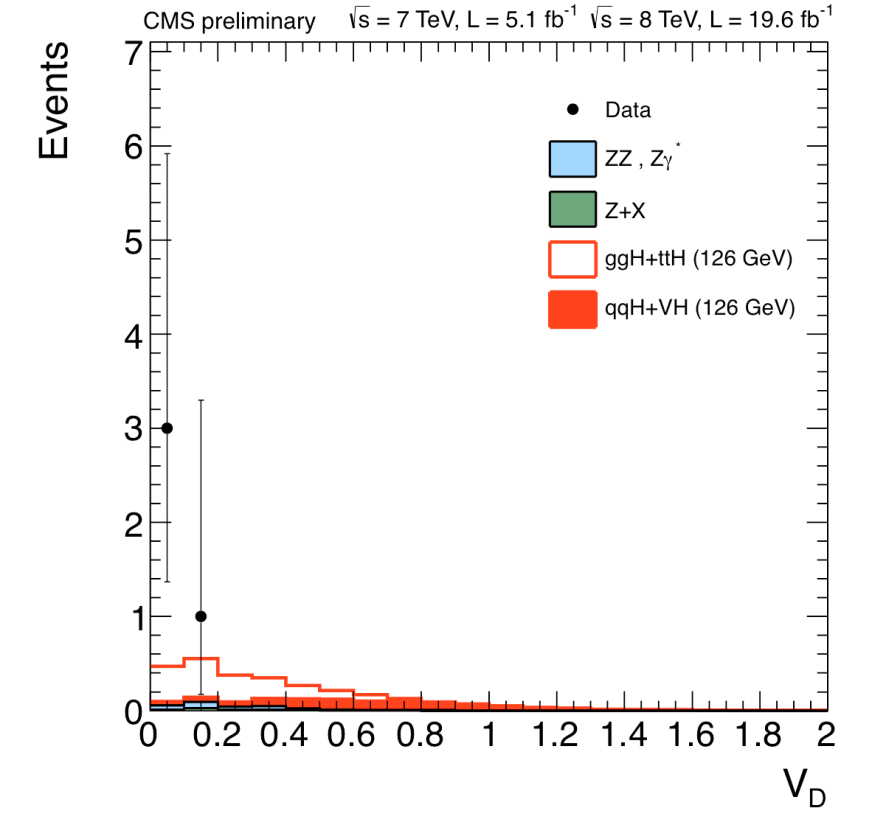 CMS preliminary √s = 7 TeV, L = 5.1 fb⁻¹ √s = 8 TeV, L = 19.6 fb⁻¹
Events
7
6
5
4
3
2
1
0
Data
ZZ , Zγ*
Z+X
ggH+ttH (126 GeV)
qqH+VH (126 GeV)
0 0.2 0.4 0.6 0.8 1 1.2 1.4 1.6 1.8 2
V_D